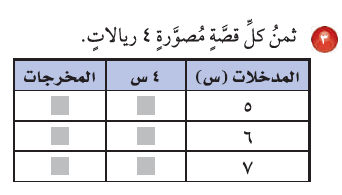 ٣ ثمنُ كلِّ قصَّةٍ مُصوَّرةٍ ٤ ريالاتٍ.
المدخلات (س) ٤ س المخرجات
٥
٦
٧